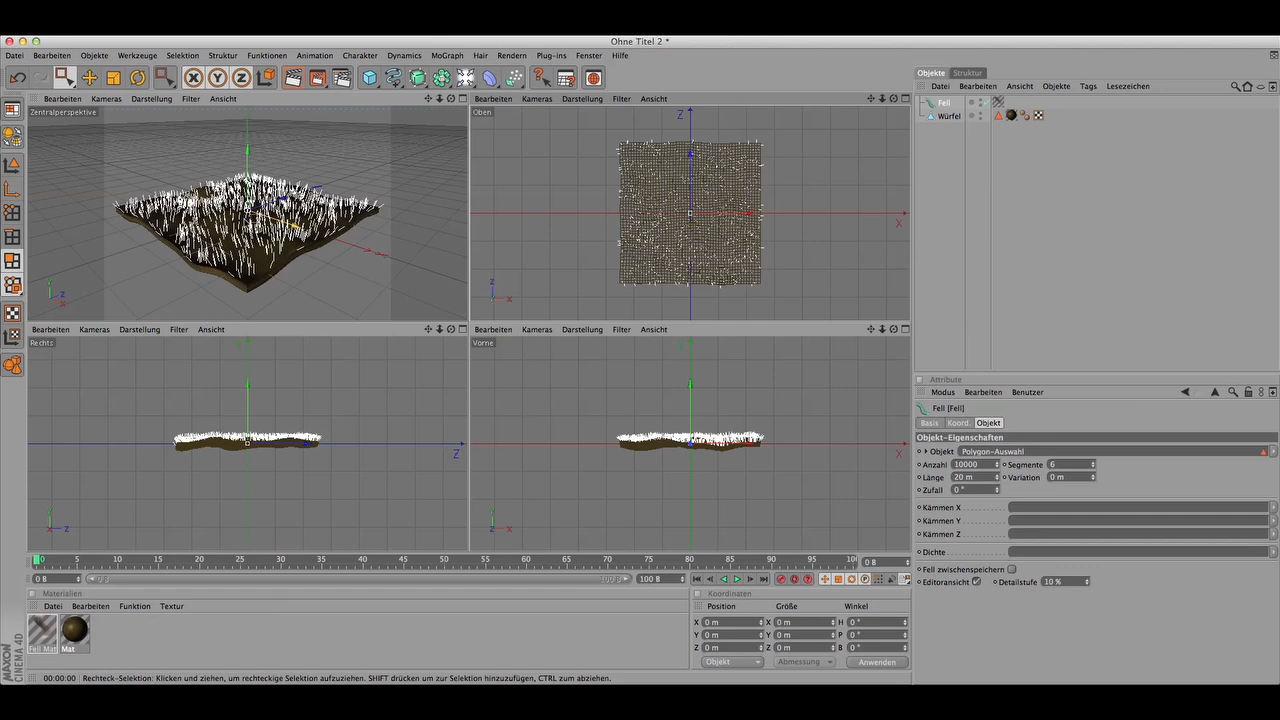 Ohne Titel 2 *
Datei Bearbeiten Objekte Werkzeuge Selektion Struktur Funktionen Animation Charakter Dynamics MoGraph Hair Rendern Plug-ins Fenster Hilfe
X Y Z
Objekte Struktur
Datei Bearbeiten Ansicht Objekte Tags Lesezeichen
Fell
Würfel
Bearbeiten Kameras Darstellung Filter Ansicht
Zentralperspektive
Y Z X
Bearbeiten Kameras Darstellung Filter Ansicht
Oben
Z
X
Z X
Bearbeiten Kameras Darstellung Filter Ansicht
Rechts
Y
Z
Y X Z
Bearbeiten Kameras Darstellung Filter Ansicht
Vorne
Y
X
Y Z X
Attribute
Modus Bearbeiten Benutzer
Fell [Fell]
Basis Koord. Objekt
Objekt-Eigenschaften
Objekt Polygon-Auswahl
Anzahl 10000 Segmente 6
Länge 20 m Variation 0 m
Zufall 0 °
Kämmen X
Kämmen Y
Kämmen Z
Dichte
Fell zwischenspeichern
Editoransicht Detailstufe 10 %
0 5 10 15 20 25 30 35 40 45 50 55 60 65 70 75 80 85 90 95 100 0 B
0 B 100 B 100 B
Materialien
Datei Bearbeiten Funktion Textur
Fell Mat Mat
Koordinaten
Position Größe Winkel
X 0 m X 0 m H 0 °
Y 0 m Y 0 m P 0 °
Z 0 m Z 0 m B 0 °
Objekt Abmessung Anwenden
MAXON
CINEMA 4D
00:00:00 Rechteck-Selektion: Klicken und ziehen, um rechteckige Selektion aufzuziehen. SHIFT drücken um zur Selektion hinzuzufügen, CTRL zum abziehen.